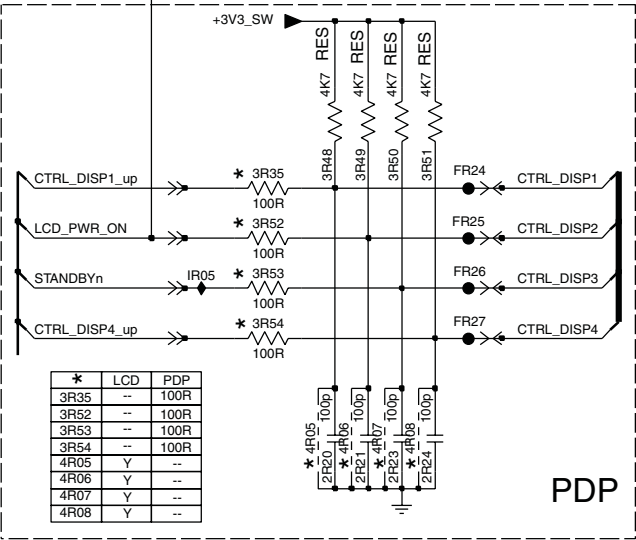 +3V3_SW
RES
RES
4K7
4K7
4K7
4K7
3R48
3R49
3R50
3R51
CTRL_DISP1_up
* 3R35
100R
FR24
CTRL_DISP1
LCD_PWR_ON
* 3R52
100R
FR25
CTRL_DISP2
STANDBYn
IR05
* 3R53
100R
FR26
CTRL_DISP3
CTRL_DISP4_up
* 3R54
100R
FR27
CTRL_DISP4
* LCD PDP
3R35 -- 100R
3R52 -- 100R
3R53 -- 100R
3R54 -- 100R
4R05 Y --
4R06 Y --
4R07 Y --
4R08 Y --
* 4R05
100p
2R20
* 4R06
100p
2R21
* 4R07
100p
2R23
* 4R08
100p
2R24
PDP